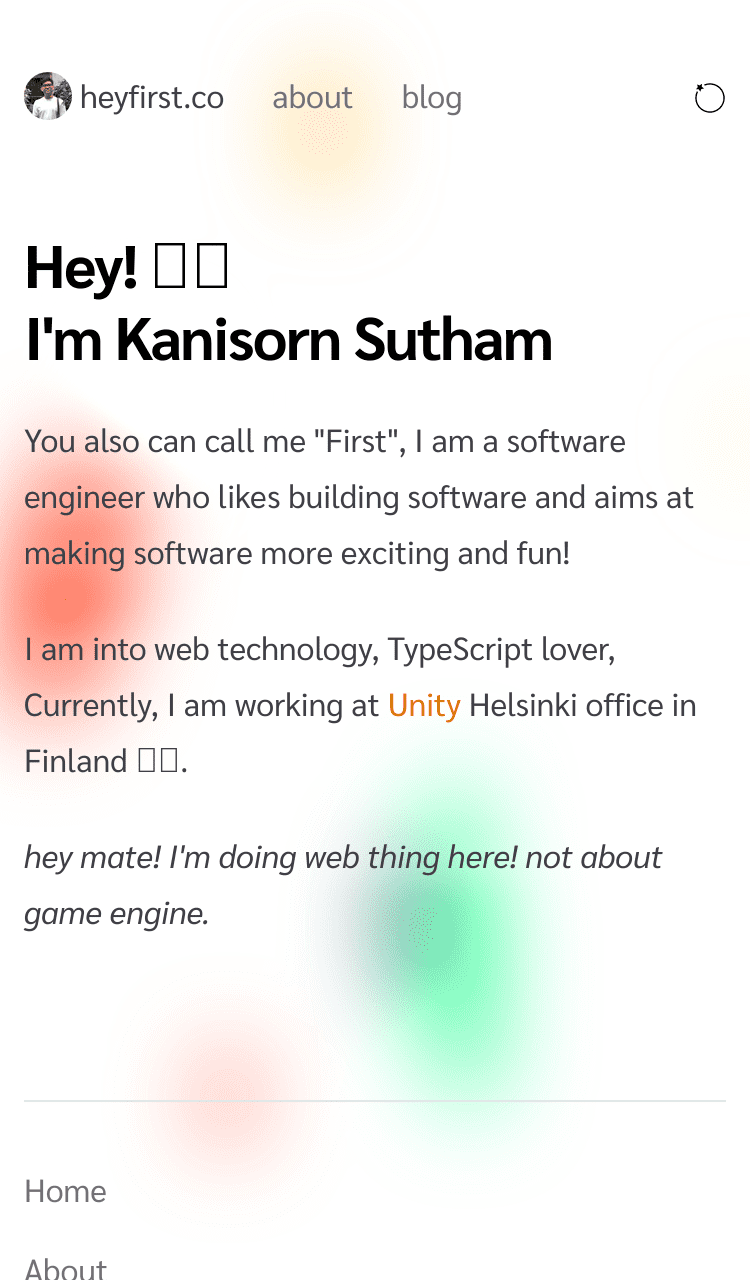 heyfirst.co about blog
Hey! 
I'm Kanisorn Sutham
You also can call me "First", I am a software
engineer who likes building software and aims at
making software more exciting and fun!
I am into web technology, TypeScript lover,
Currently, I am working at Unity Helsinki office in
Finland .
hey mate! I'm doing web thing here! not about
game engine.
Home
About